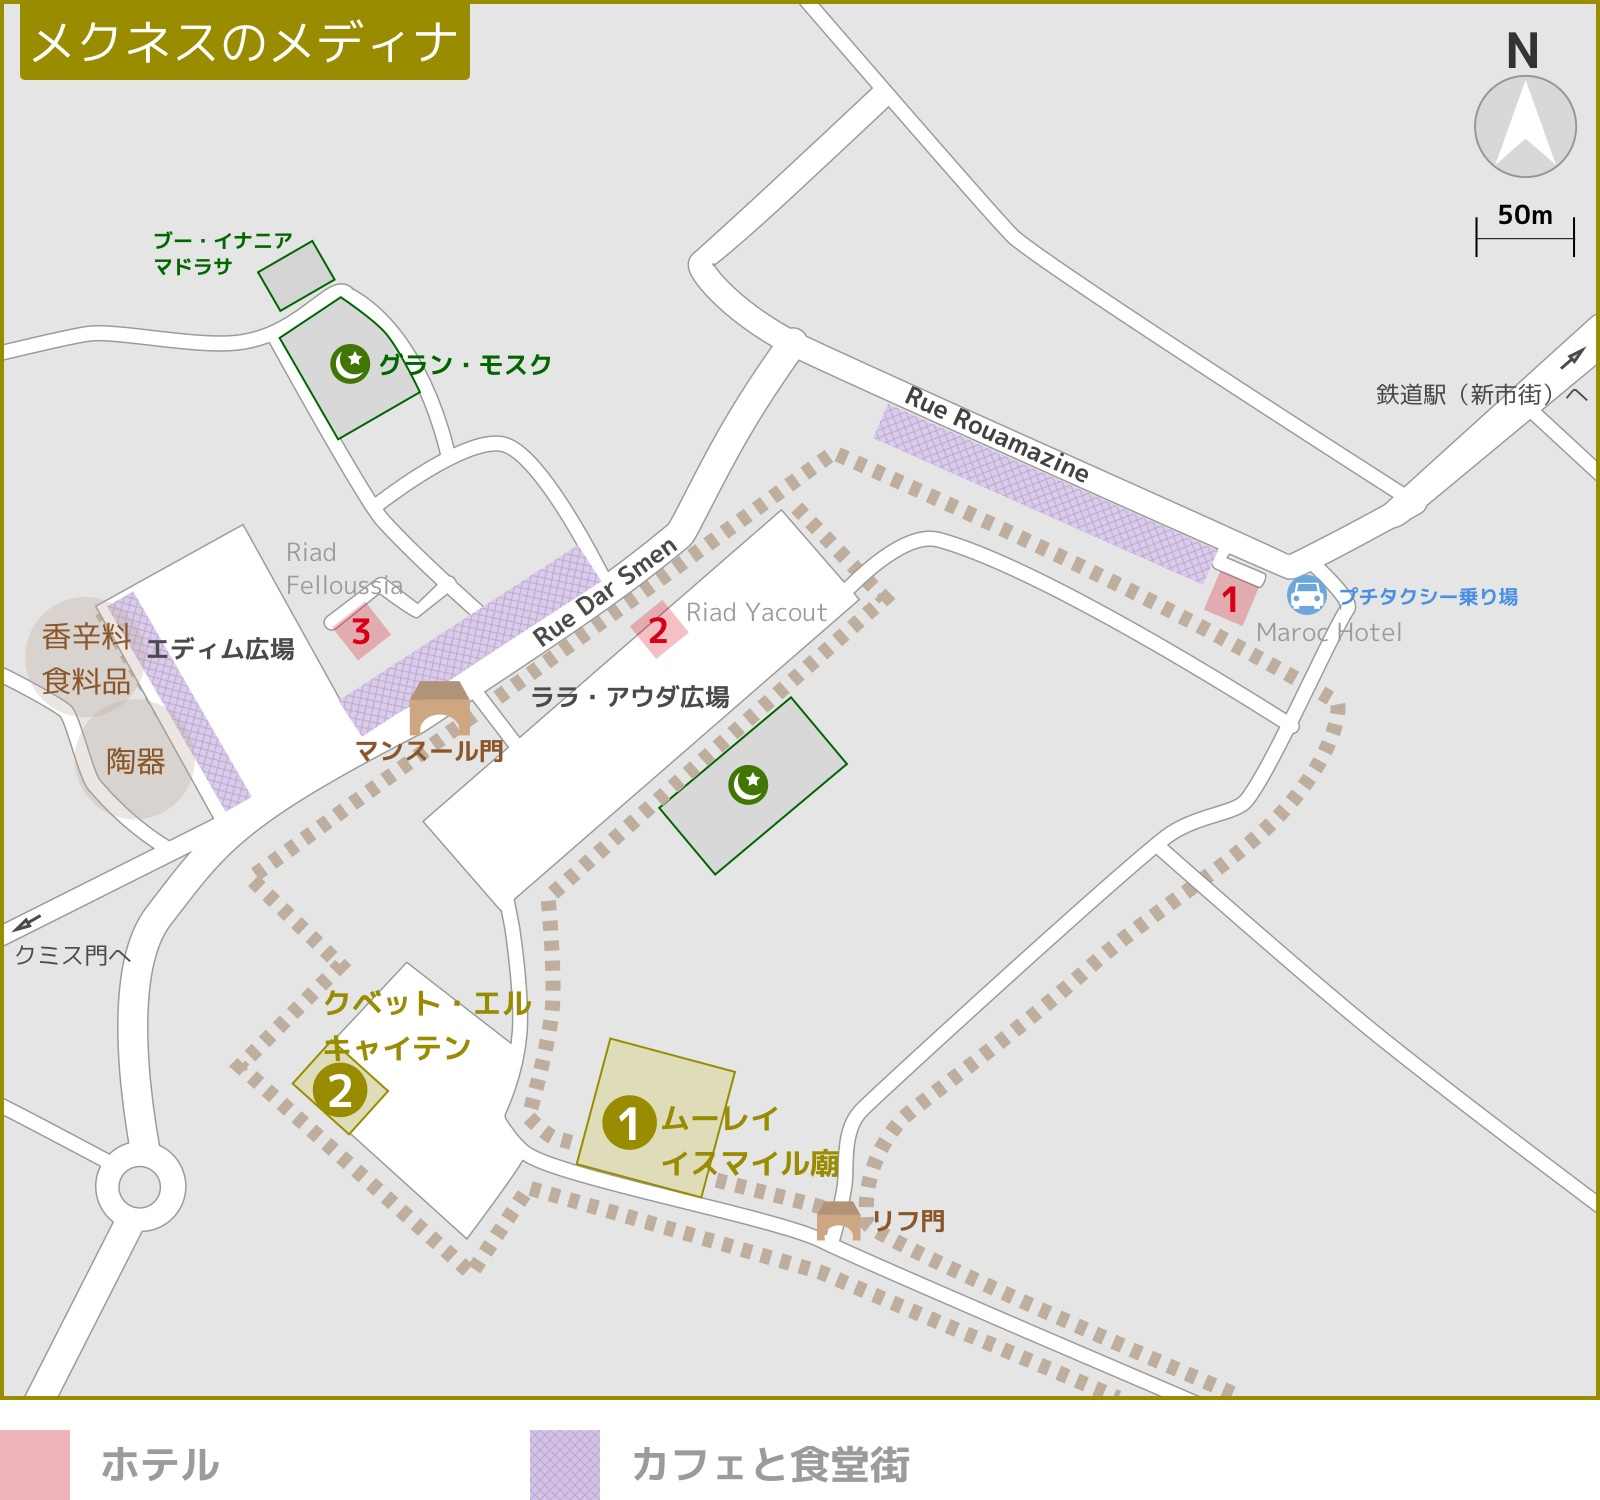 メクネスのメディナ
N
50m
ブー・イナニア
マドラサ
グラン・モスク
Rue Rouamazine
鉄道駅（新市街）へ
Riad
Felloussia
3
Rue Dar Smen
2
Riad Yacout
1
プチタクシー乗り場
Maroc Hotel
香辛料
食料品
エディム広場
ララ・アウダ広場
陶器
マンスール門
クミス門へ
クベット・エル
キャイテン
2
1
ムーレイ
イスマイル廟
リフ門
ホテル
カフェと食堂街